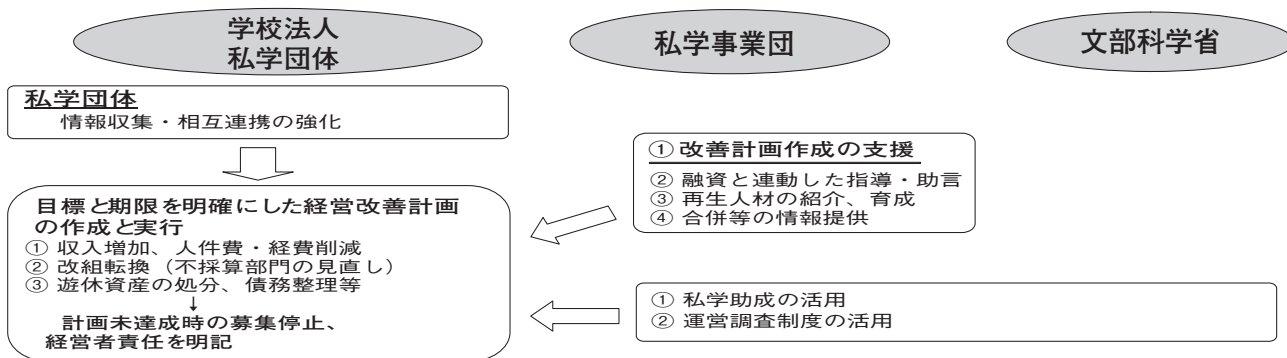 学校法人
私学団体
私学事業団
文部科学省
私学団体
情報収集・相互連携の強化
目標と期限を明確にした経営改善計画
の作成と実行
① 収入増加、人件費・経費削減
② 改組転換（不採算部門の見直し）
③ 遊休資産の処分、債務整理等
↓
計画未達成時の募集停止、
経営者責任を明記
① 改善計画作成の支援
② 融資と連動した指導・助言
③ 再生人材の紹介、育成
④ 合併等の情報提供
① 私学助成の活用
② 運営調査制度の活用